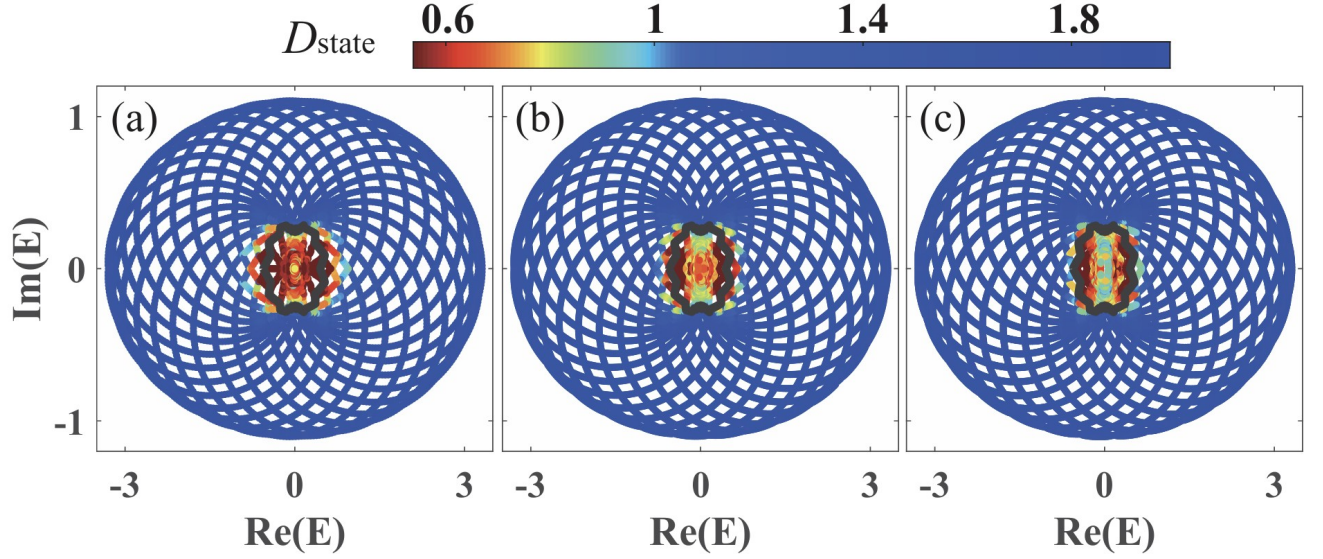 Dstate 0.6 1 1.4 1.8
(a) (b) (c)
1
Im(E) 0
-1
-3 0 3 -3 0 3 -3 0 3
Re(E) Re(E) Re(E)